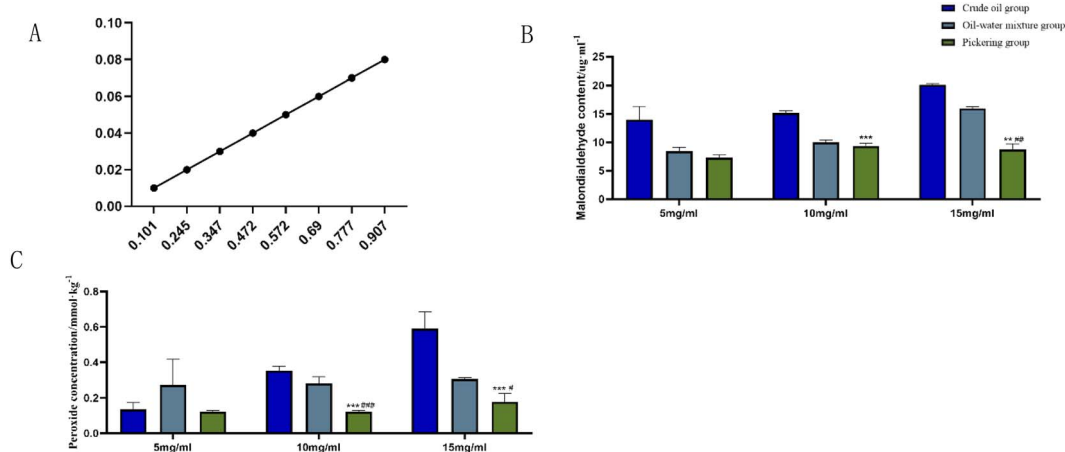 A
0.10
0.08
0.06
0.04
0.02
0.00
0.101
0.245
0.347
0.472
0.572
0.69
0.777
0.907
B
Crude oil group
Oil-water mixture group
Pickering group
Malondialdehyde content/ug·ml⁻¹
25
20
15
10
5
0
***
** ##
5mg/ml
10mg/ml
15mg/ml
C
Peroxide concentration/mmol·kg⁻¹
0.8
0.6
0.4
0.2
0.0
*** ###
*** #
5mg/ml
10mg/ml
15mg/ml